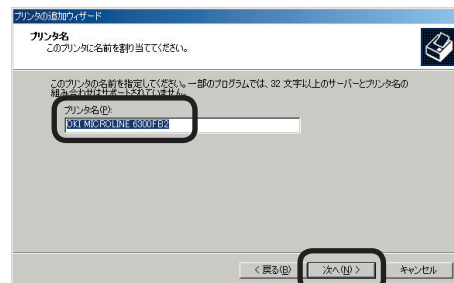 プリンタの追加ウィザード
プリンタ名
このプリンタに名前を割り当ててください。
このプリンタの名前を指定してください。一部のプログラムでは、32 文字以上のサーバーとプリンタ名の
組み合わせはサポートされていません。
プリンタ名(P):
OKI MICROLINE 6300FB2
< 戻る(B)
次へ(N) >
キャンセル